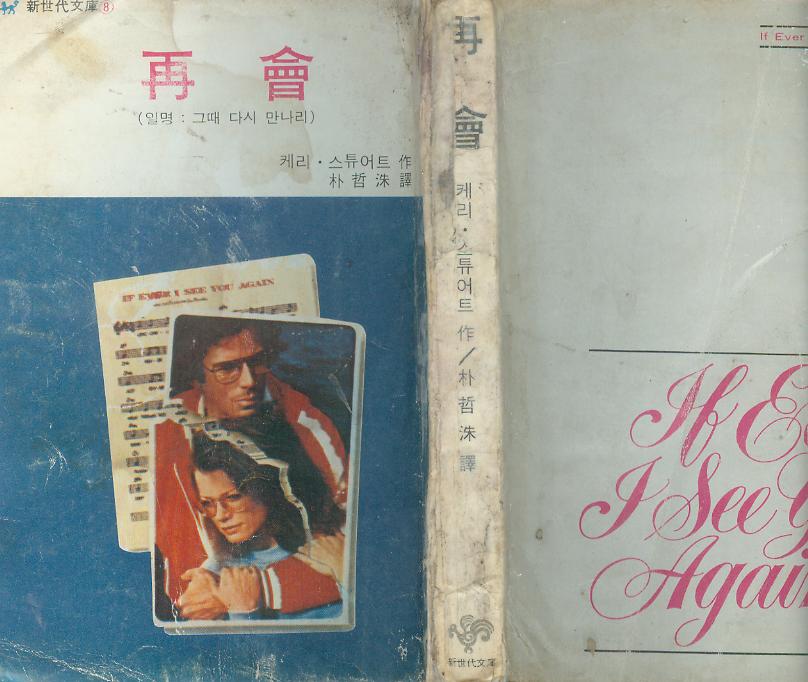 新世代文庫⑧
再會
(일명 : 그때 다시 만나리)
케리・스튜어트 作
朴哲洙 譯
IF EVER I SEE YOU AGAIN
再會
케리・스튜어트 作/朴哲洙 譯
新世代文庫
If Ever
If E
I See Y
Again